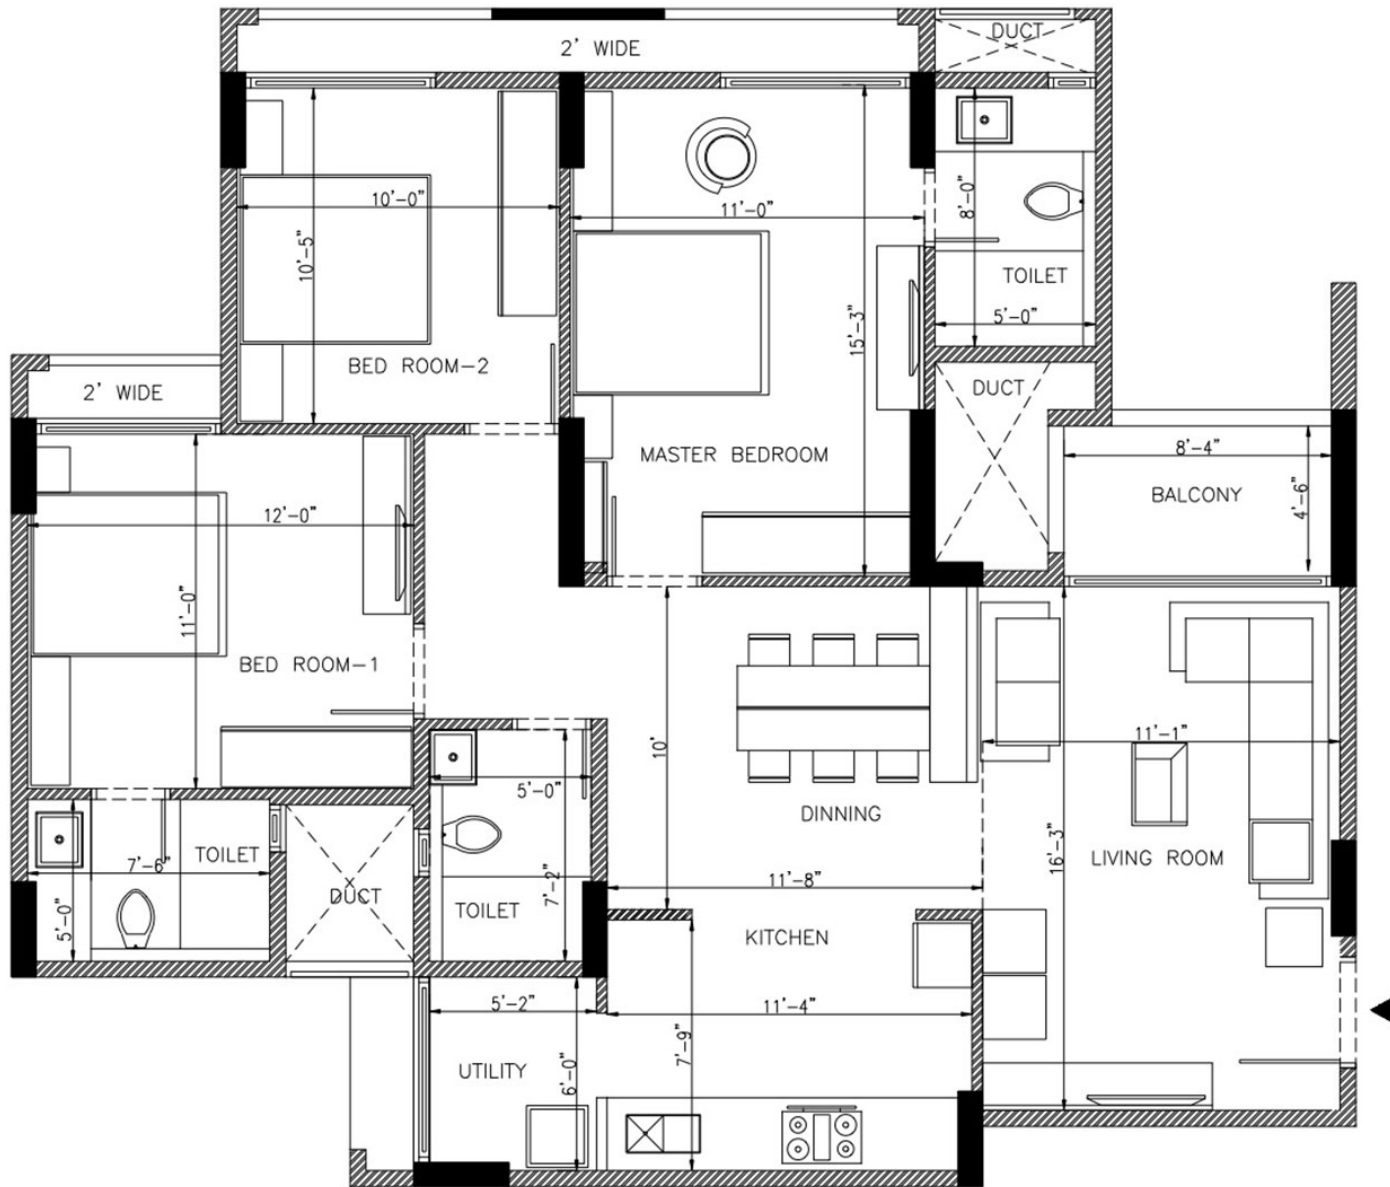 DUCT
2' WIDE
10'-0"
10'-5"
BED ROOM-2
11'-0"
15'-3"
MASTER BEDROOM
8'-0"
TOILET
5'-0"
DUCT
2' WIDE
8'-4"
BALCONY
4'-6"
12'-0"
11'-0"
BED ROOM-1
10'
DINNING
11'-8"
11'-1"
16'-3"
LIVING ROOM
5'-0"
7'-2"
TOILET
TOILET
7'-6"
5'-0"
DUCT
KITCHEN
11'-4"
7'-9"
5'-2"
UTILITY
6'-0"